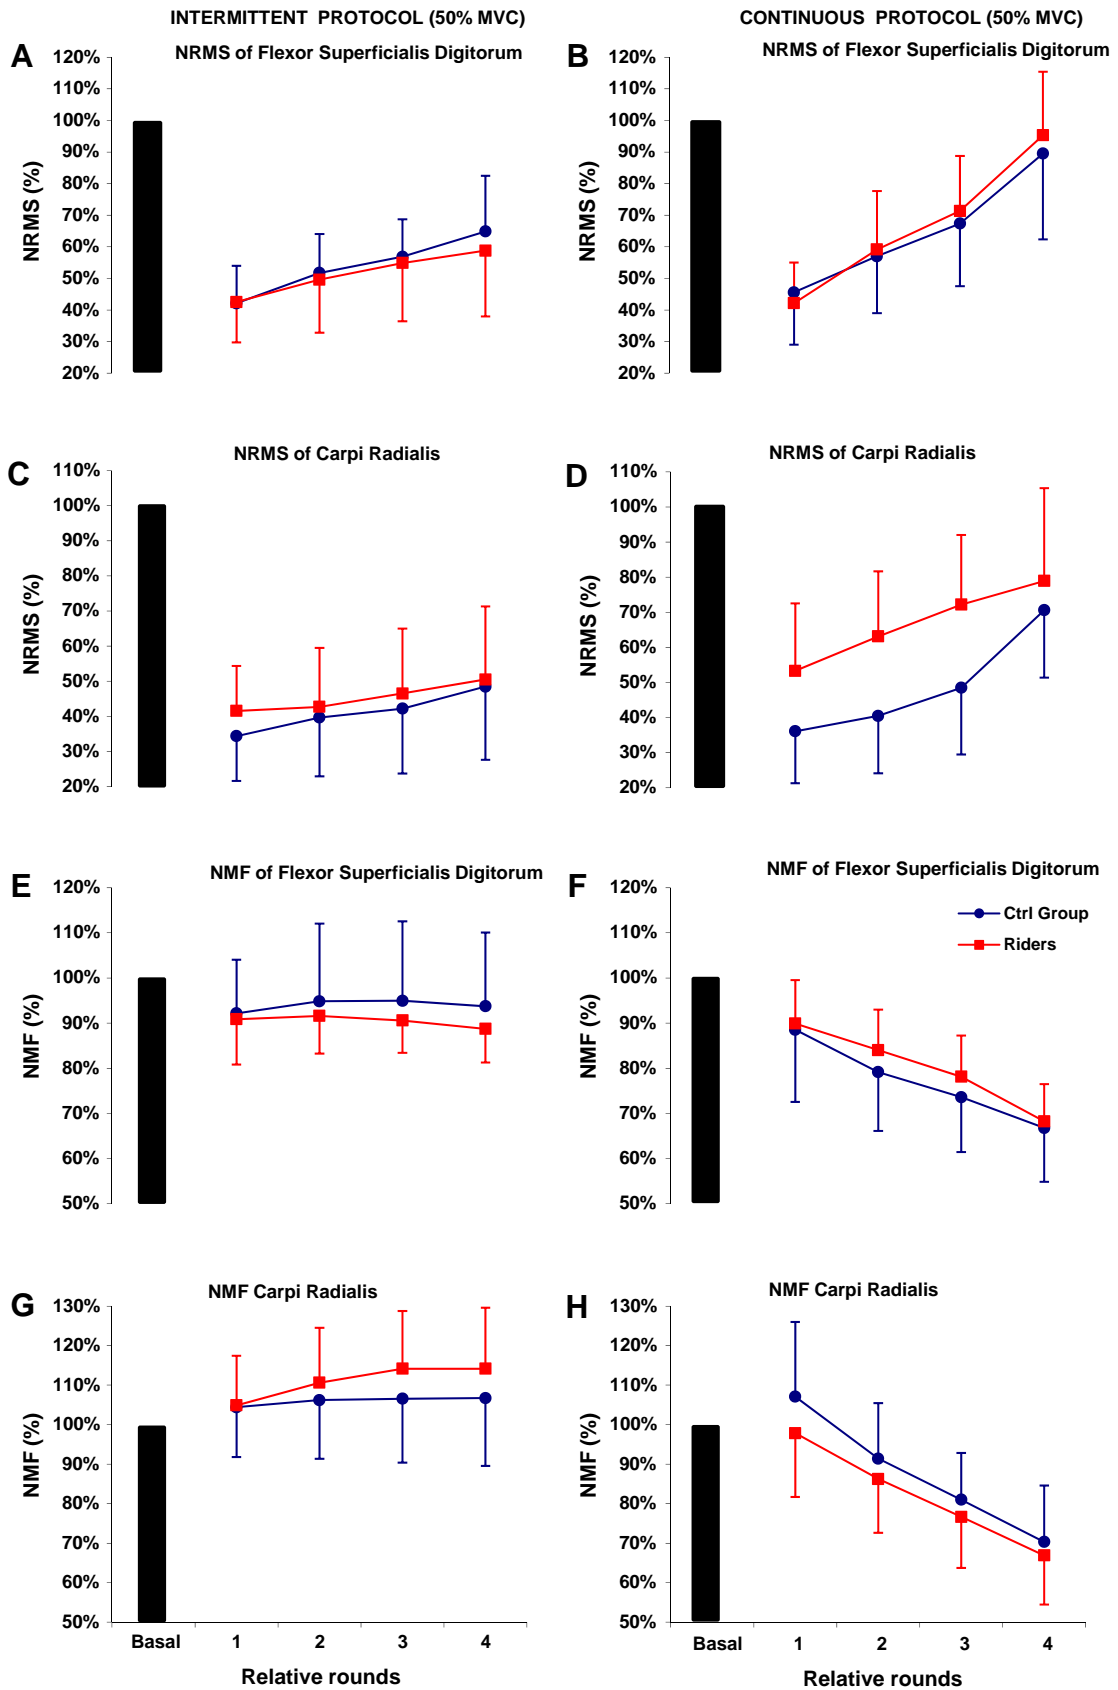 INTERMITTENT PROTOCOL (50% MVC)
CONTINUOUS PROTOCOL (50% MVC)
A
NRMS of Flexor Superficialis Digitorum
120%
110%
100%
90%
80%
70%
60%
50%
40%
30%
20%
NRMS (%)
B
NRMS of Flexor Superficialis Digitorum
120%
110%
100%
90%
80%
70%
60%
50%
40%
30%
20%
NRMS (%)
C
NRMS of Carpi Radialis
110%
100%
90%
80%
70%
60%
50%
40%
30%
20%
NRMS (%)
D
NRMS of Carpi Radialis
110%
100%
90%
80%
70%
60%
50%
40%
30%
20%
NRMS (%)
E
NMF of Flexor Superficialis Digitorum
120%
110%
100%
90%
80%
70%
60%
50%
NMF (%)
F
NMF of Flexor Superficialis Digitorum
120%
110%
100%
90%
80%
70%
60%
50%
NMF (%)
Ctrl Group
Riders
G
NMF Carpi Radialis
130%
120%
110%
100%
90%
80%
70%
60%
50%
NMF (%)
Basal 1 2 3 4
Relative rounds
H
NMF Carpi Radialis
130%
120%
110%
100%
90%
80%
70%
60%
50%
NMF (%)
Basal 1 2 3 4
Relative rounds